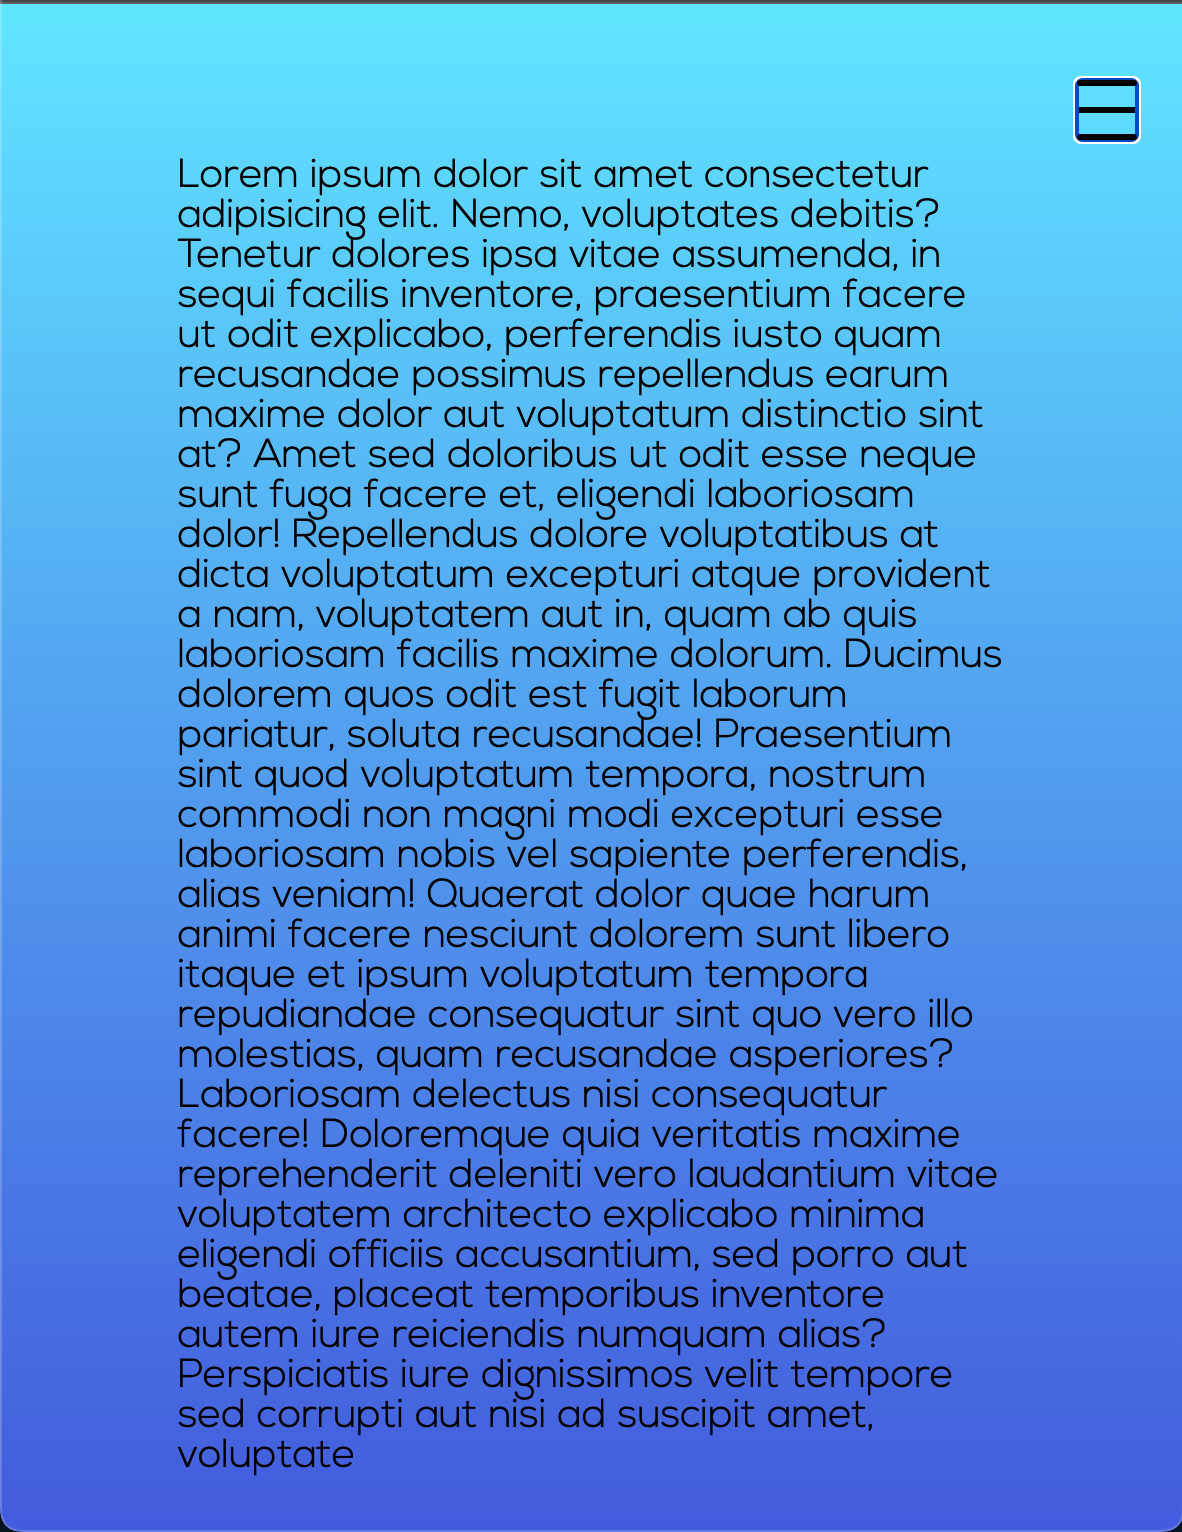 Lorem ipsum dolor sit amet consectetur
adipisicing elit. Nemo, voluptates debitis?
Tenetur dolores ipsa vitae assumenda, in
sequi facilis inventore, praesentium facere
ut odit explicabo, perferendis iusto quam
recusandae possimus repellendus earum
maxime dolor aut voluptatum distinctio sint
at? Amet sed doloribus ut odit esse neque
sunt fuga facere et, eligendi laboriosam
dolor! Repellendus dolore voluptatibus at
dicta voluptatum excepturi atque provident
a nam, voluptatem aut in, quam ab quis
laboriosam facilis maxime dolorum. Ducimus
dolorem quos odit est fugit laborum
pariatur, soluta recusandae! Praesentium
sint quod voluptatum tempora, nostrum
commodi non magni modi excepturi esse
laboriosam nobis vel sapiente perferendis,
alias veniam! Quaerat dolor quae harum
animi facere nesciunt dolorem sunt libero
itaque et ipsum voluptatum tempora
repudiandae consequatur sint quo vero illo
molestias, quam recusandae asperiores?
Laboriosam delectus nisi consequatur
facere! Doloremque quia veritatis maxime
reprehenderit deleniti vero laudantium vitae
voluptatem architecto explicabo minima
eligendi officiis accusantium, sed porro aut
beatae, placeat temporibus inventore
autem iure reiciendis numquam alias?
Perspiciatis iure dignissimos velit tempore
sed corrupti aut nisi ad suscipit amet,
voluptate